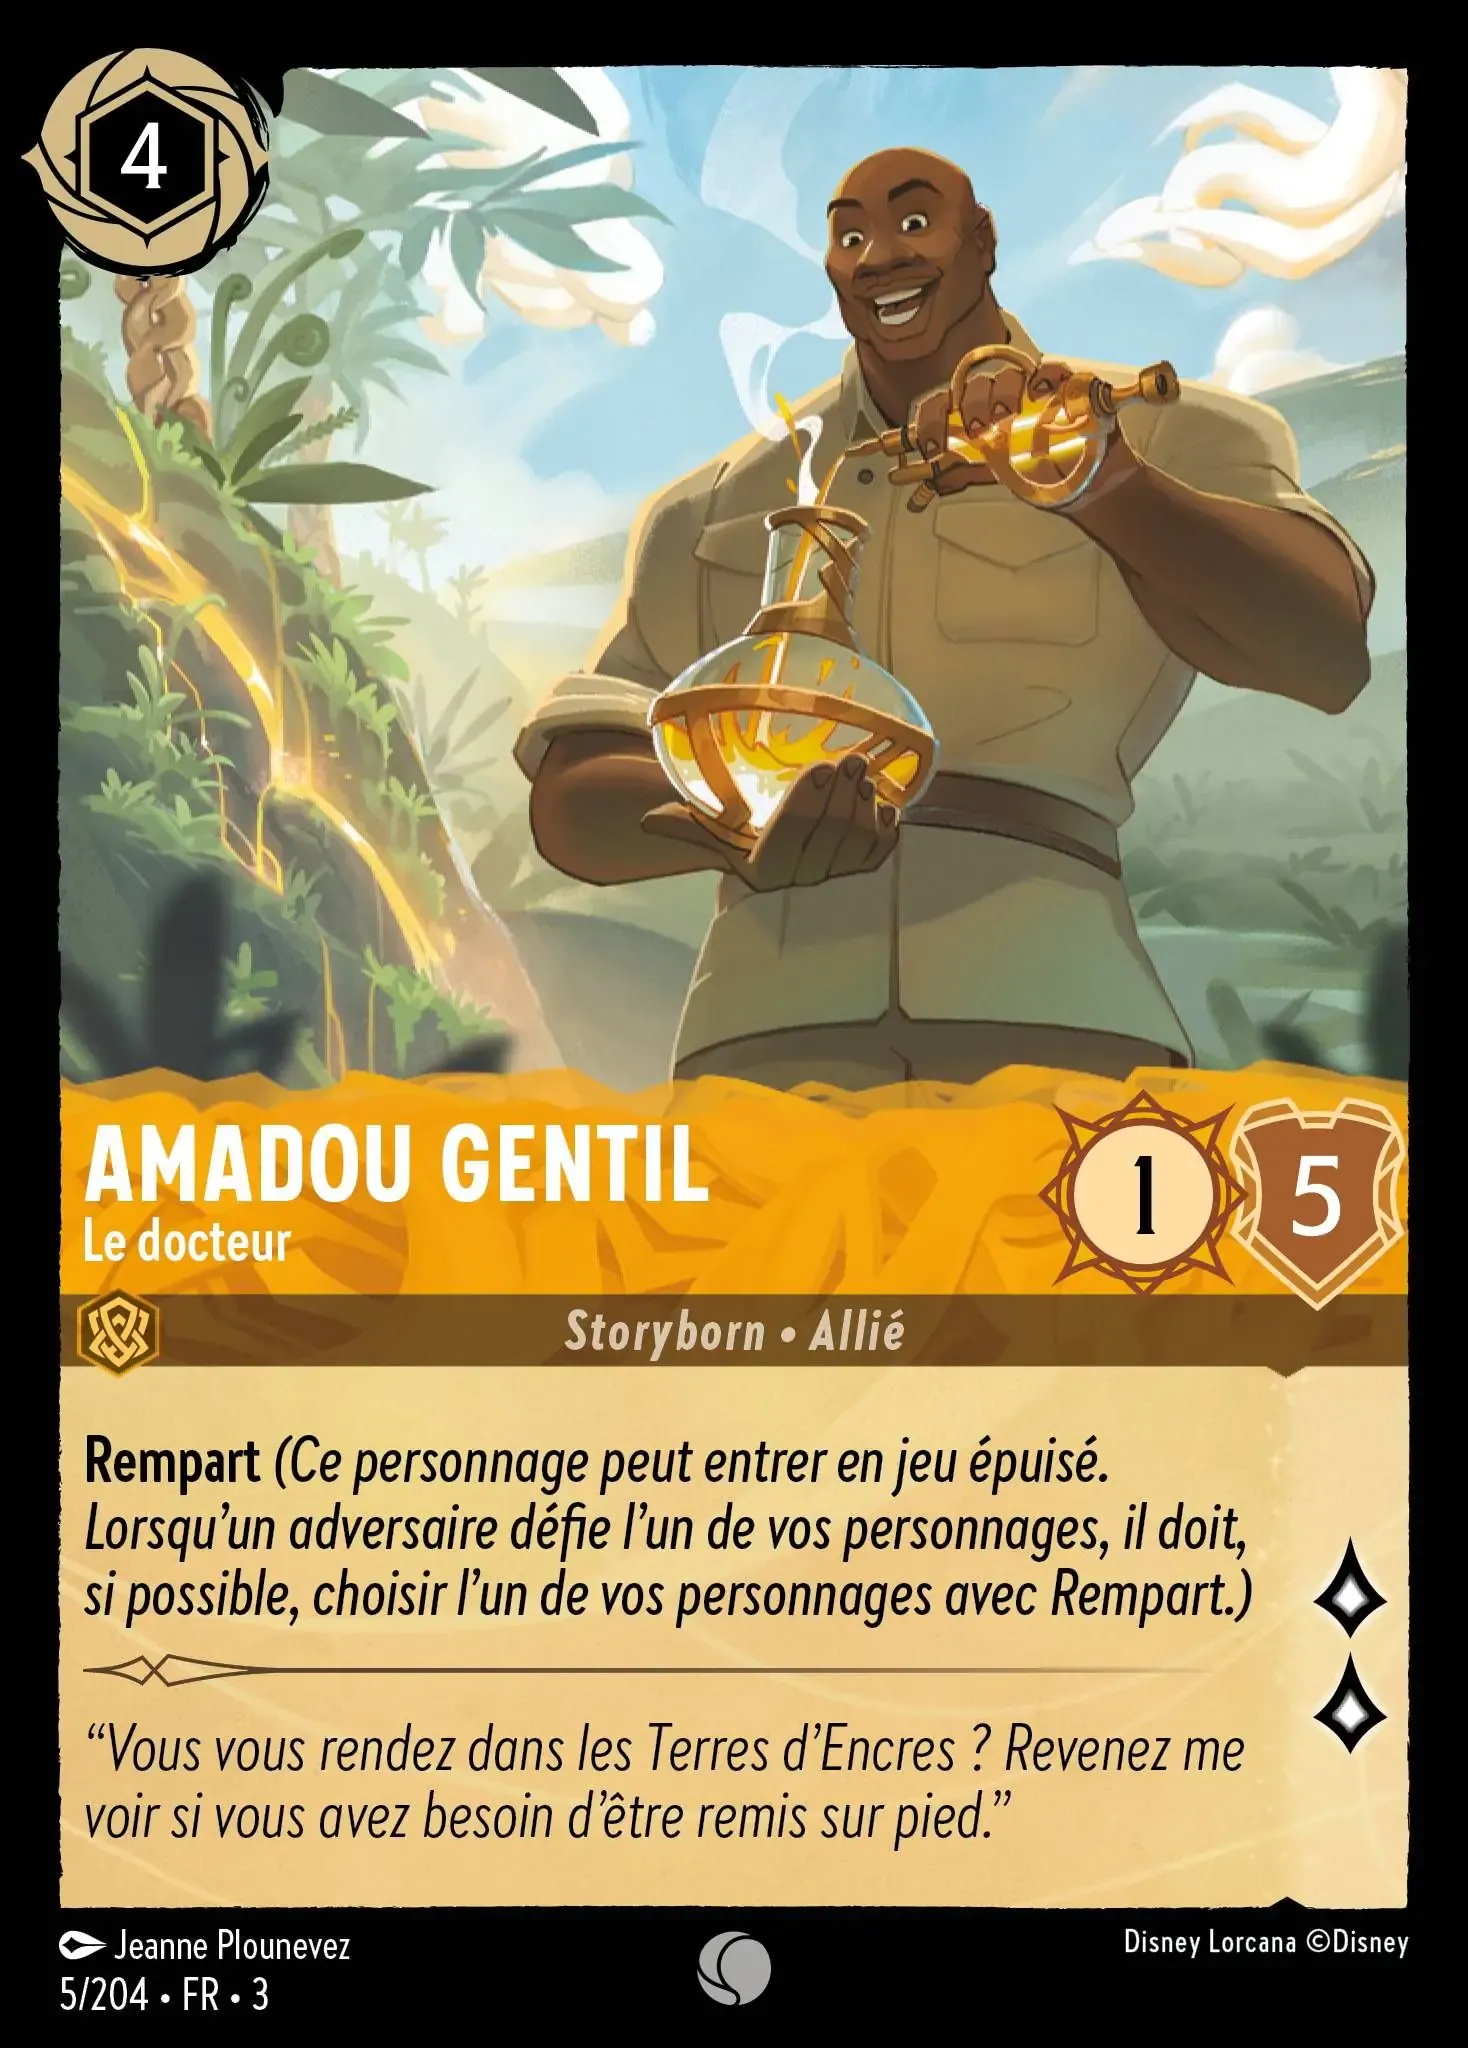 4
AMADOU GENTIL
Le docteur
1
5
Storyborn • Allié
Rempart (Ce personnage peut entrer en jeu épuisé.
Lorsqu’un adversaire défie l’un de vos personnages, il doit,
si possible, choisir l’un de vos personnages avec Rempart.)
“Vous vous rendez dans les Terres d’Encres ? Revenez me
voir si vous avez besoin d’être remis sur pied.”
Jeanne Plounevez
Disney Lorcana ©Disney
5/204 • FR • 3